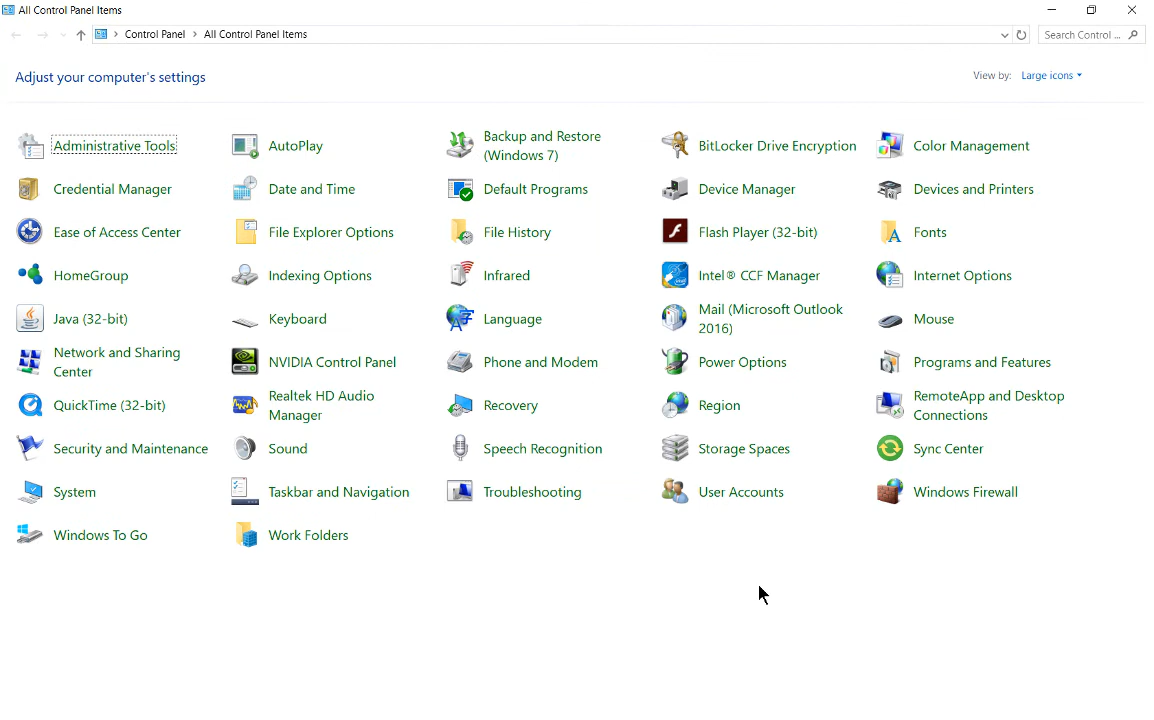 All Control Panel Items
Control Panel > All Control Panel Items
Search Control ...
Adjust your computer's settings
View by: Large icons
Administrative Tools
AutoPlay
Backup and Restore
(Windows 7)
BitLocker Drive Encryption
Color Management
Credential Manager
Date and Time
Default Programs
Device Manager
Devices and Printers
Ease of Access Center
File Explorer Options
File History
Flash Player (32-bit)
Fonts
HomeGroup
Indexing Options
Infrared
Intel® CCF Manager
Internet Options
Java (32-bit)
Keyboard
Language
Mail (Microsoft Outlook
2016)
Mouse
Network and Sharing
Center
NVIDIA Control Panel
Phone and Modem
Power Options
Programs and Features
QuickTime (32-bit)
Realtek HD Audio
Manager
Recovery
Region
RemoteApp and Desktop
Connections
Security and Maintenance
Sound
Speech Recognition
Storage Spaces
Sync Center
System
Taskbar and Navigation
Troubleshooting
User Accounts
Windows Firewall
Windows To Go
Work Folders